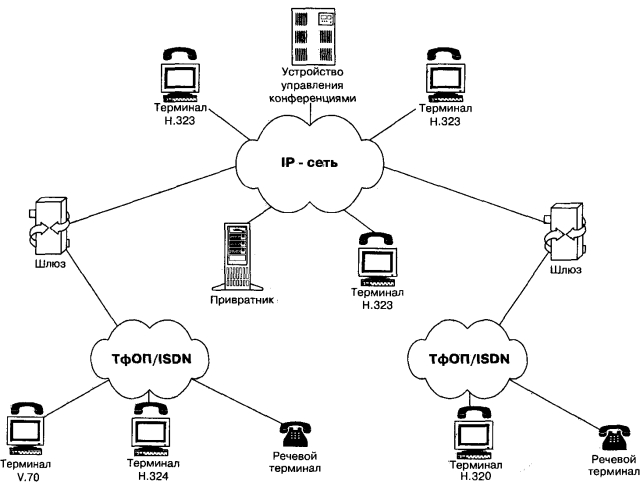 Устройство
управления
конференциями
Терминал
H.323
Терминал
H.323
IP - сеть
Шлюз
Привратник
Терминал
H.323
Шлюз
ТфОП/ISDN
ТфОП/ISDN
Терминал
V.70
Терминал
H.324
Речевой
терминал
Терминал
H.320
Речевой
терминал